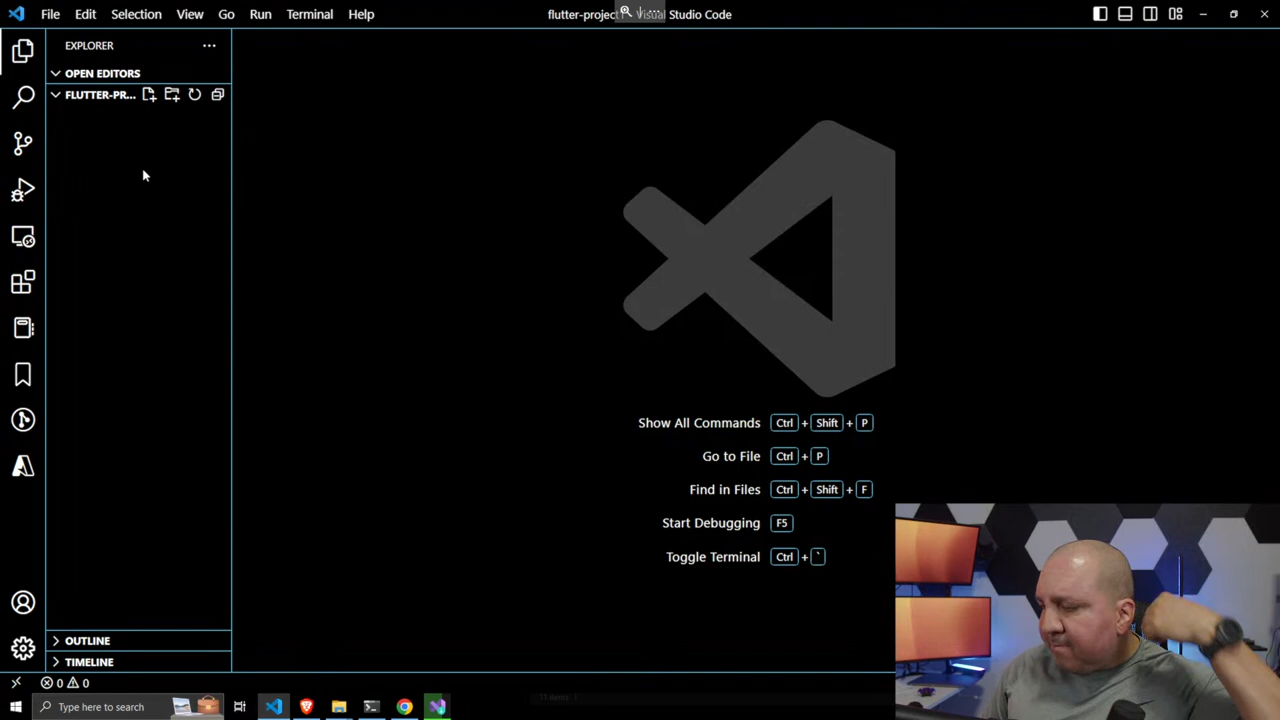 File Edit Selection View Go Run Terminal Help
Visual Studio Code
EXPLORER
OPEN EDITORS
FLUTTER-PR...
Show All Commands Ctrl + Shift + P
Go to File Ctrl + P
Find in Files Ctrl + Shift + F
Start Debugging F5
Toggle Terminal Ctrl + `
OUTLINE
TIMELINE
0 0
Type here to search